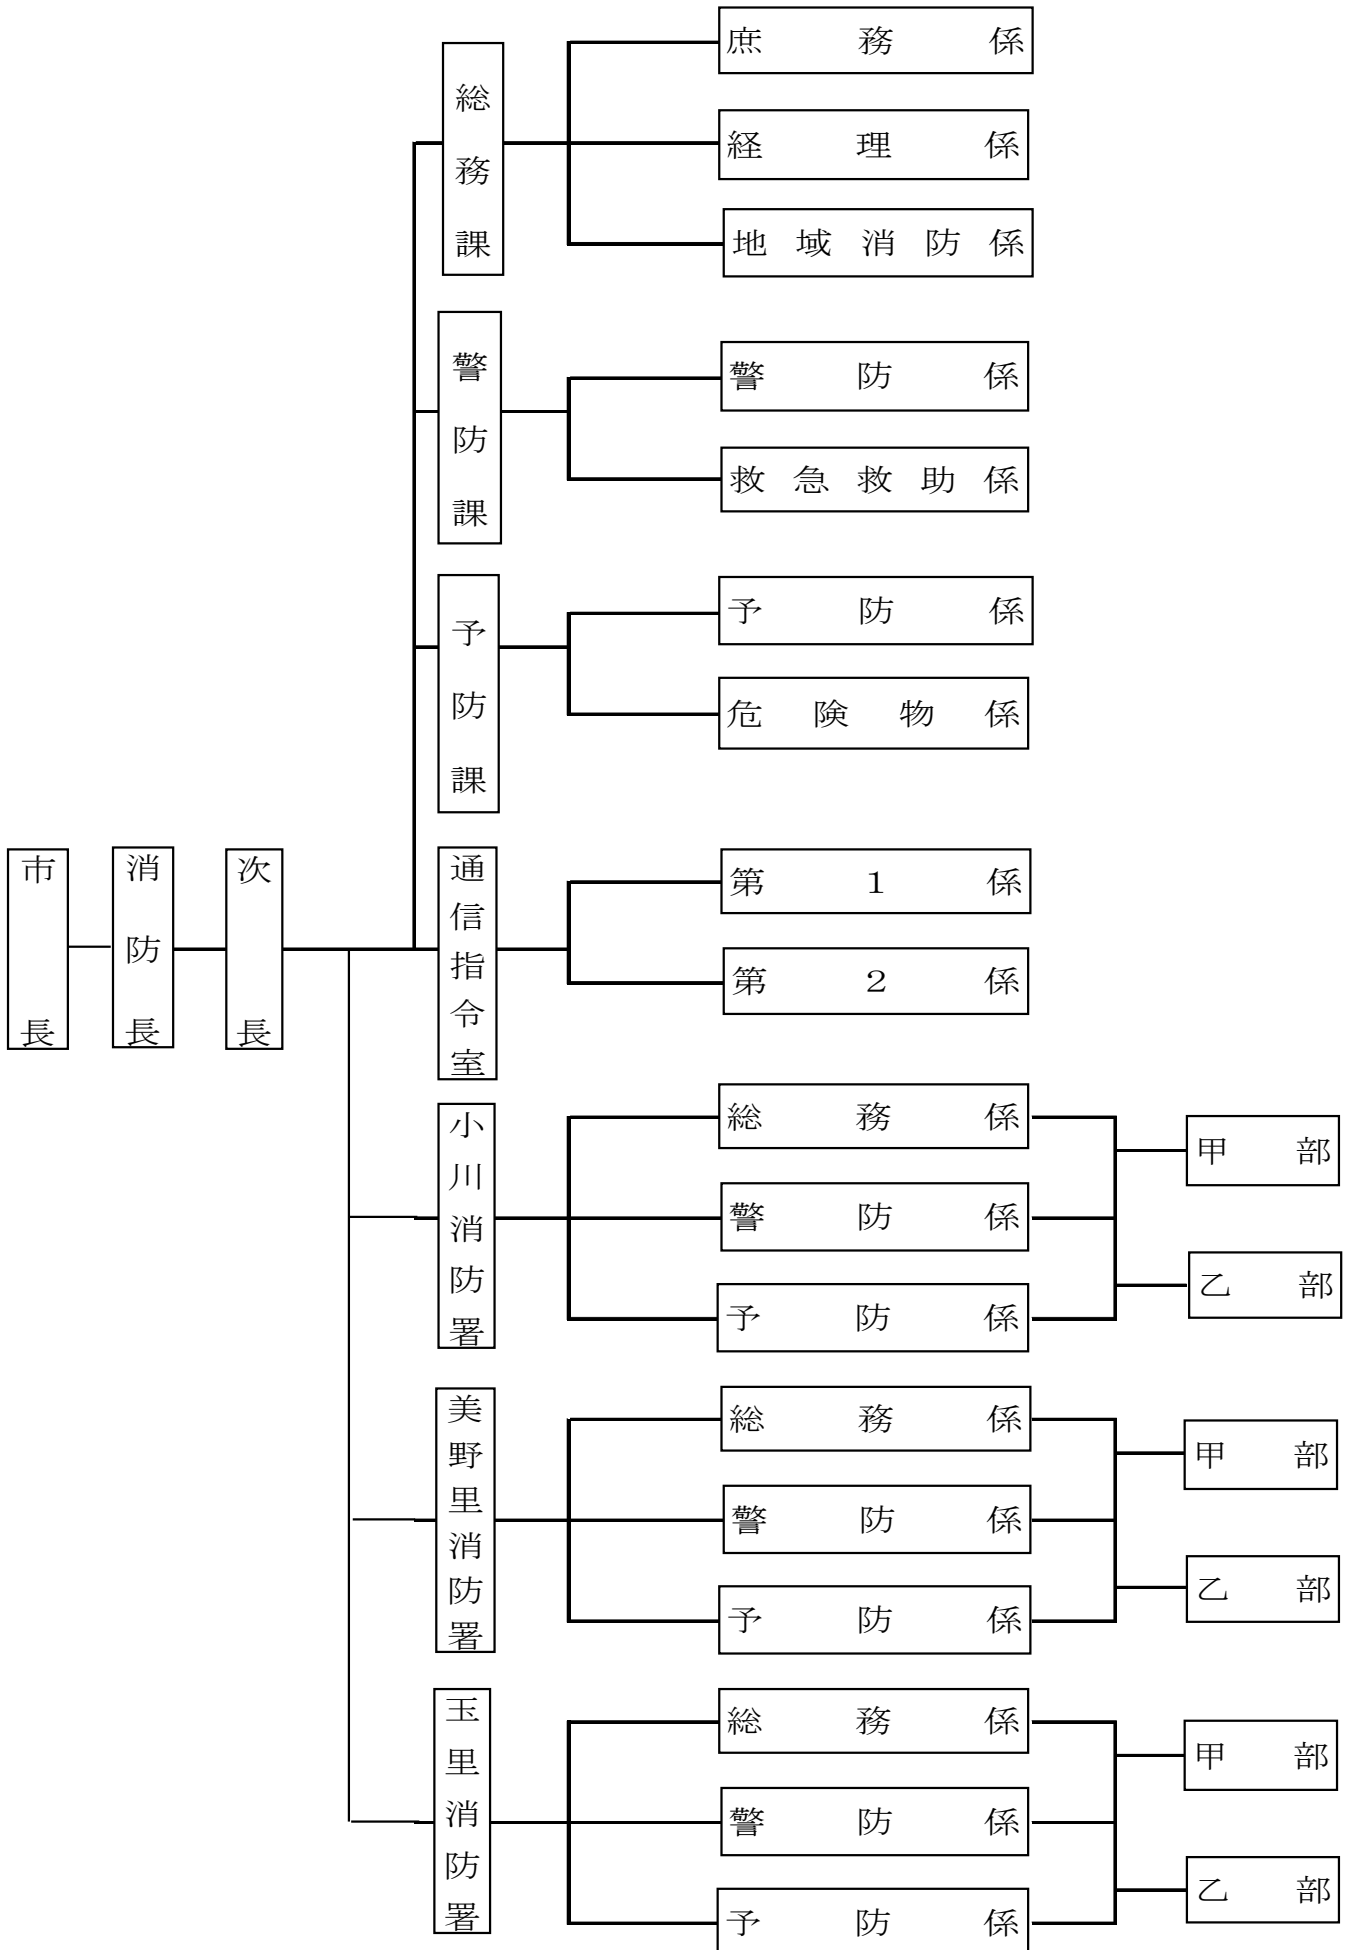 市長
消防長
次長
総務課
庶務係
経理係
地域消防係
警防課
警防係
救急救助係
予防課
予防係
危険物係
通信指令室
第１係
第２係
小川消防署
総務係
警防係
予防係
甲部
乙部
美野里消防署
総務係
警防係
予防係
甲部
乙部
玉里消防署
総務係
警防係
予防係
甲部
乙部